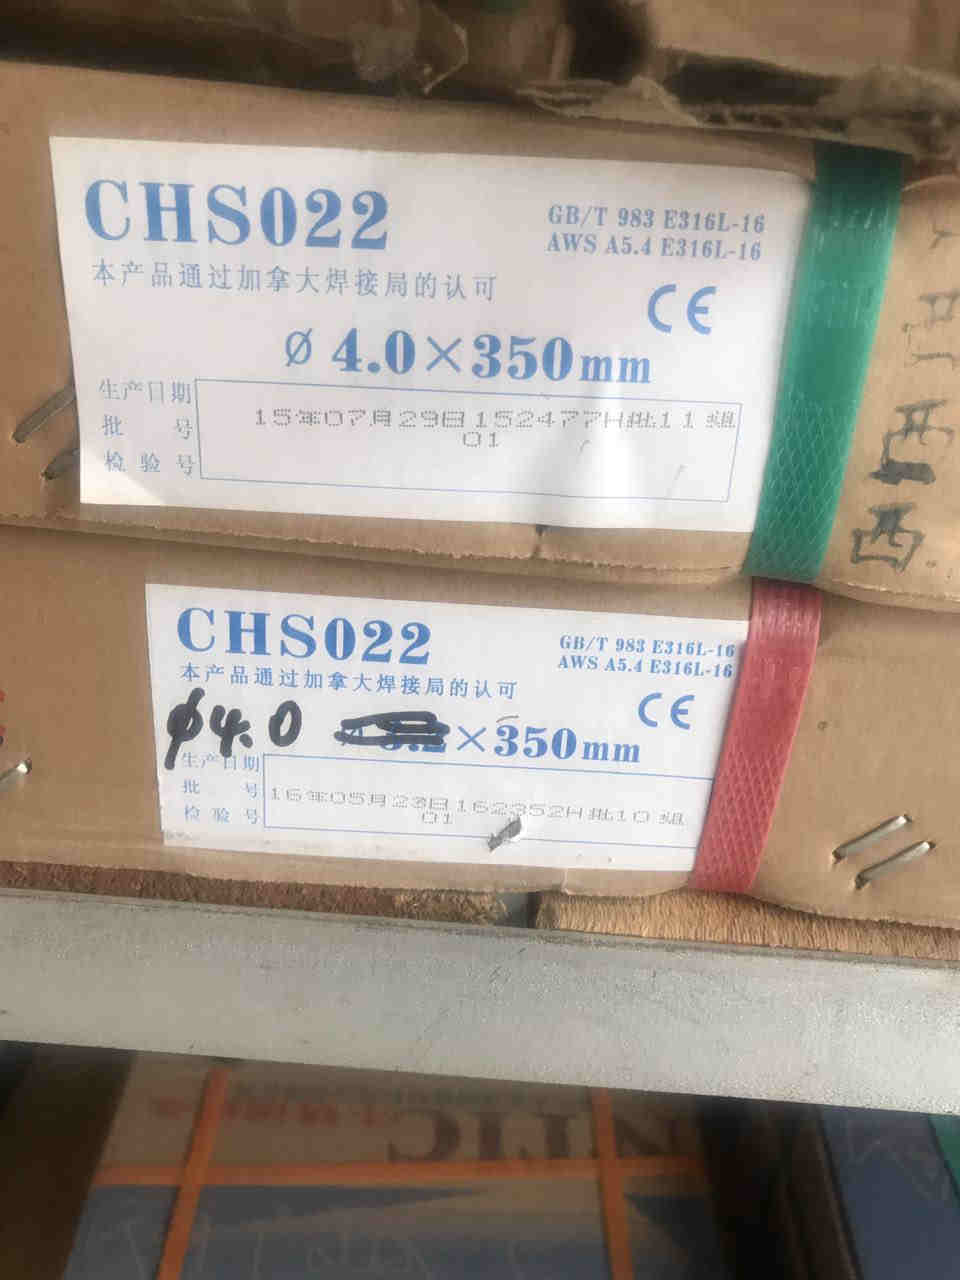 CHS022
GB/T 983 E316L-16
AWS A5.4 E316L-16
本产品通过加拿大焊接局的认可
CE
ø 4.0×350mm
生产日期
批 号
检验号
15年07月29日152477H批11组
01
西
西
CHS022
GB/T 983 E316L-16
AWS A5.4 E316L-16
本产品通过加拿大焊接局的认可
CE
φ4.0 ×350mm
生产日期
批 号
检验号
16年05月23日162352H批10组
01